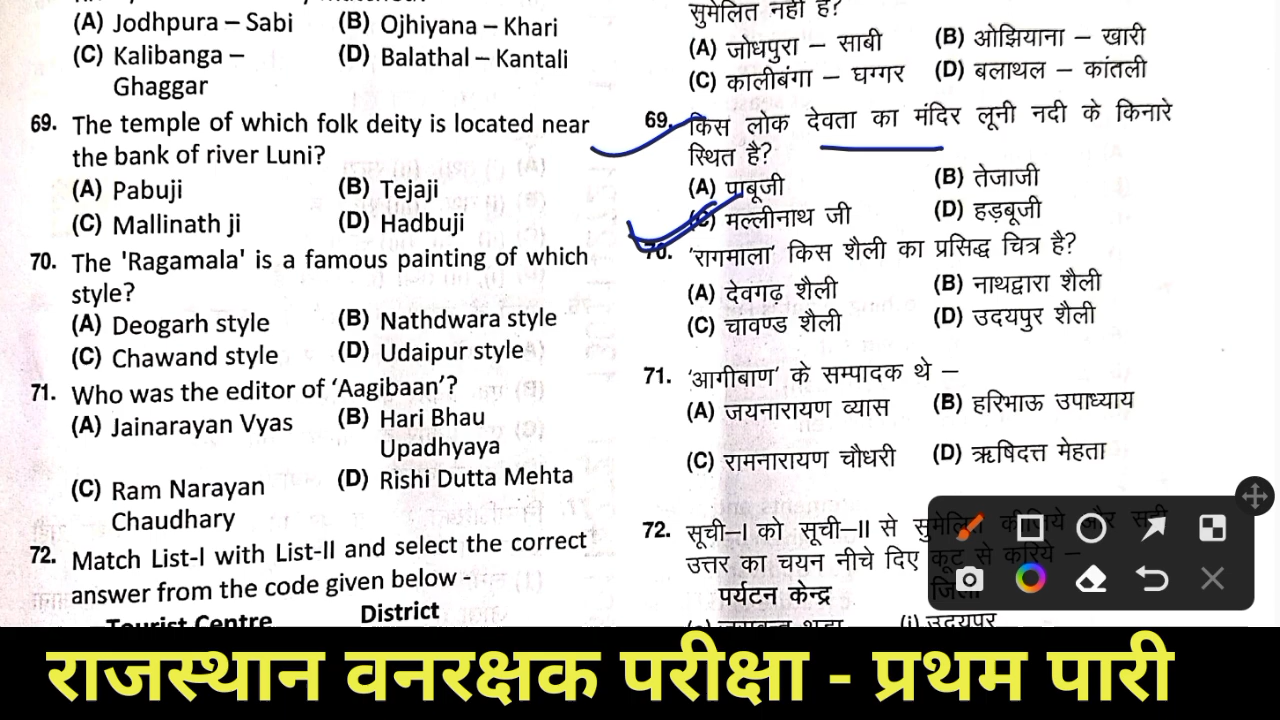 (A) Jodhpura – Sabi (B) Ojhiyana – Khari
(C) Kalibanga – (D) Balathal – Kantali
Ghaggar
69. The temple of which folk deity is located near
the bank of river Luni?
(A) Pabuji (B) Tejaji
(C) Mallinath ji (D) Hadbuji
70. The 'Ragamala' is a famous painting of which
style?
(A) Deogarh style (B) Nathdwara style
(C) Chawand style (D) Udaipur style
71. Who was the editor of ‘Aagibaan’?
(A) Jainarayan Vyas (B) Hari Bhau
Upadhyaya
(C) Ram Narayan (D) Rishi Dutta Mehta
Chaudhary
72. Match List-I with List-II and select the correct
answer from the code given below -
Tourist Centre District
सुमेलित नहीं है?
(A) जोधपुरा – साबी (B) ओझियाना – खारी
(C) कालीबंगा – घग्गर (D) बलाथल – कांतली
69. किस लोक देवता का मंदिर लूनी नदी के किनारे
स्थित है?
(A) पाबूजी (B) तेजाजी
(C) मल्लीनाथ जी (D) हड़बूजी
70. 'रागमाला' किस शैली का प्रसिद्ध चित्र है?
(A) देवगढ़ शैली (B) नाथद्वारा शैली
(C) चावण्ड शैली (D) उदयपुर शैली
71. 'आगीबाण' के सम्पादक थे –
(A) जयनारायण व्यास (B) हरिभाऊ उपाध्याय
(C) रामनारायण चौधरी (D) ऋषिदत्त मेहता
72. सूची–I को सूची–II से सुमेलित कीजिये और सही
उत्तर का चयन नीचे दिए कूट से करिये –
पर्यटन केन्द्र जिला
(i) उदयपुर
राजस्थान वनरक्षक परीक्षा - प्रथम पारी